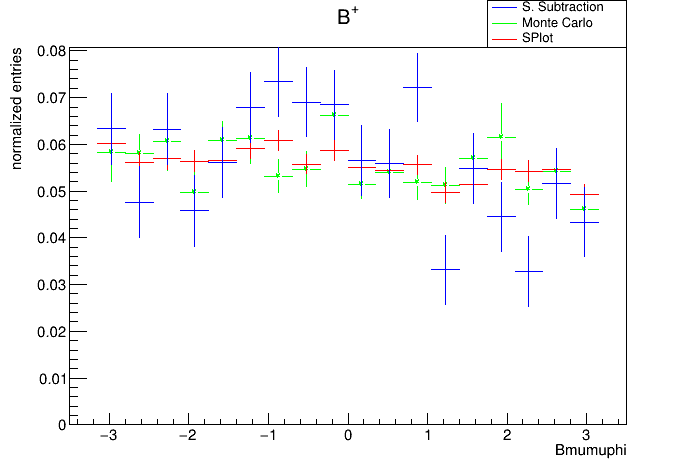 B+
S. Subtraction
Monte Carlo
SPlot
normalized entries
0.08
0.07
0.06
0.05
0.04
0.03
0.02
0.01
0
−3 −2 −1 0 1 2 3
Bmumuphi